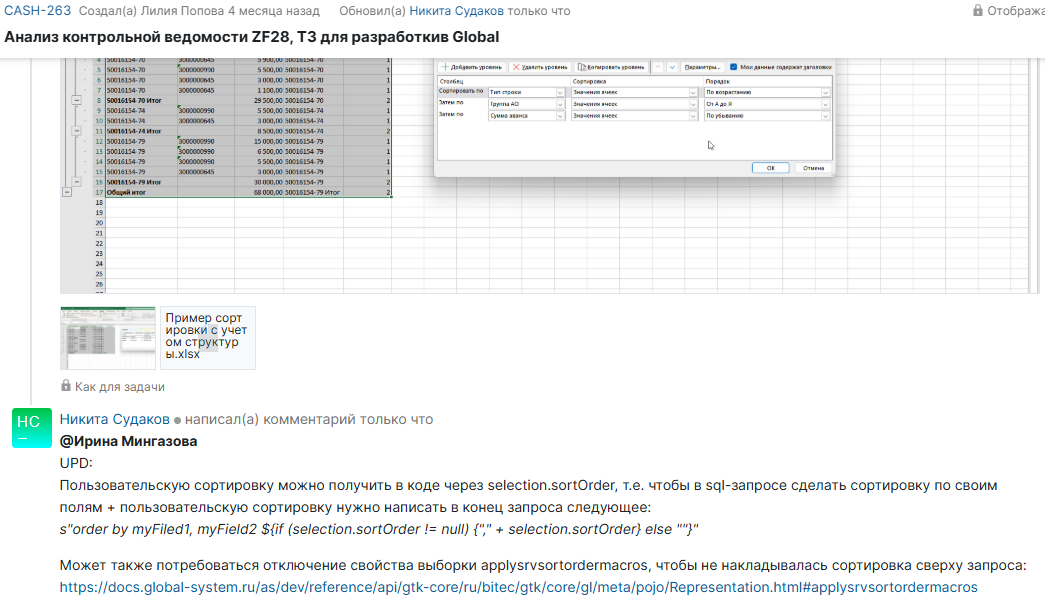 CASH-263 Создал(а) Лилия Попова 4 месяца назад Обновил(а) Никита Судаков только что Отобража
Анализ контрольной ведомости ZF28, ТЗ для разработкив Global
Добавить уровень Удалить уровень Копировать уровень Параметры... Мои данные содержат заголовки
Столбец Сортировка Порядок
Сортировать по Тип строки Значения ячеек По возрастанию
Затем по Группа АО Значения ячеек От А до Я
Затем по Сумма аванса Значения ячеек По убыванию
ОК Отмена
4 50016154-70 3000000645 50016154-70 1
5 50016154-70 3000000990 5 500,00 50016154-70 1
6 50016154-70 3000000645 3 000,00 50016154-70 1
7 50016154-70 3000000645 1 100,00 50016154-70 1
8 50016154-70 Итог 29 500,00 50016154-70 2
9 50016154-74 3000000990 5 500,00 50016154-74 1
10 50016154-74 3000000645 3 000,00 50016154-74 1
11 50016154-74 Итог 8 500,00 50016154-74 2
12 50016154-79 3000000990 15 000,00 50016154-79 1
13 50016154-79 3000000990 6 500,00 50016154-79 1
14 50016154-79 3000000990 5 500,00 50016154-79 1
15 50016154-79 3000000645 3 000,00 50016154-79 1
16 50016154-79 Итог 30 000,00 50016154-79 2
17 Общий итог 68 000,00 50016154-79 Итог 2
18
19
20
21
22
23
24
25
26
Пример сорт
ировки с учет
ом структур
ы.xlsx
Как для задачи
НС
Никита Судаков написал(а) комментарий только что
@Ирина Мингазова
UPD:
Пользовательскую сортировку можно получить в коде через selection.sortOrder, т.е. чтобы в sql-запросе сделать сортировку по своим
полям + пользовательскую сортировку нужно написать в конец запроса следующее:
s"order by myFiled1, myField2 ${if (selection.sortOrder != null) {"," + selection.sortOrder} else ""}"
Может также потребоваться отключение свойства выборки applysrvsortordermacros, чтобы не накладывалась сортировка сверху запроса:
https://docs.global-system.ru/as/dev/reference/api/gtk-core/ru/bitec/gtk/core/gl/meta/pojo/Representation.html#applysrvsortordermacros